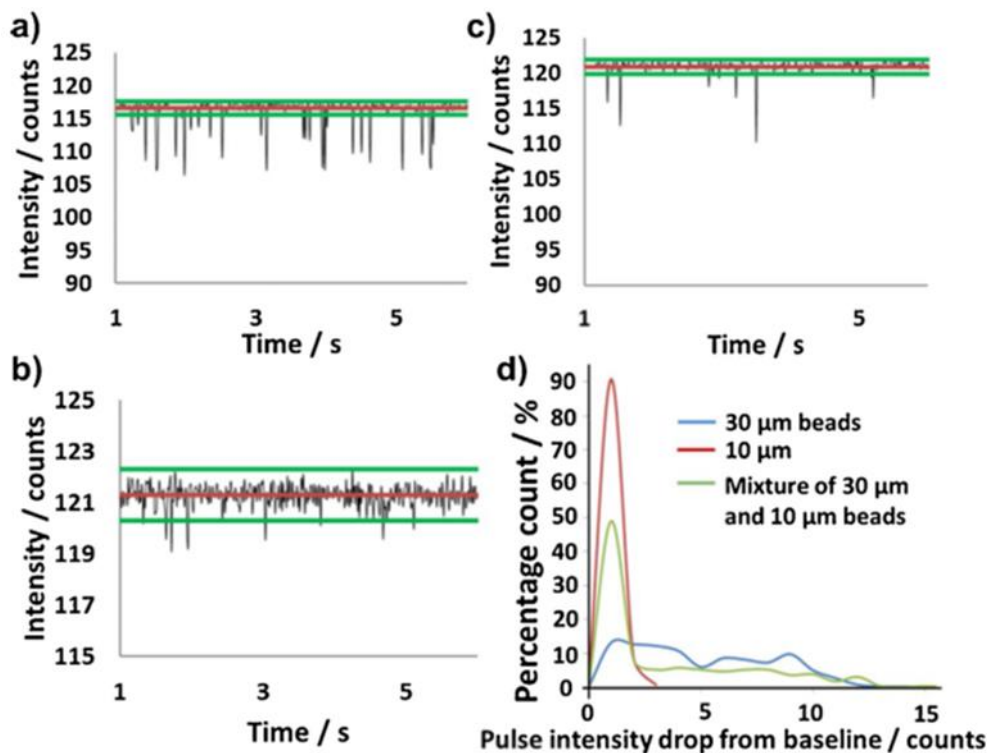 a)
125
120
115
110
105
100
95
90
Intensity / counts
1 3 5
Time / s
c)
125
120
115
110
105
100
95
90
Intensity / counts
1 5
Time / s
b)
125
123
121
119
117
115
Intensity / counts
1 3 5
Time / s
d)
90
80
70
60
50
40
30
20
10
0
Percentage count / %
30 µm beads
10 µm
Mixture of 30 µm
and 10 µm beads
0 5 10 15
Pulse intensity drop from baseline / counts